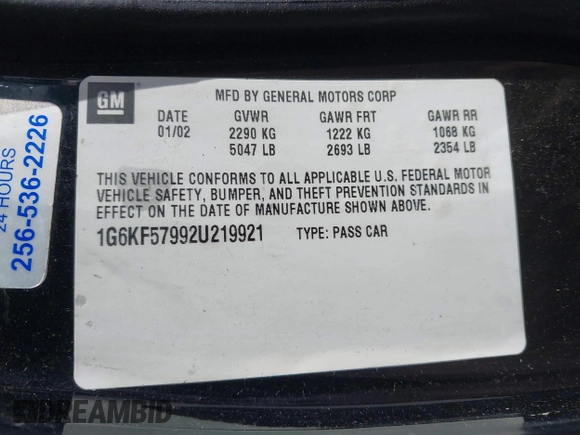 GM
MFD BY GENERAL MOTORS CORP
DATE GVWR GAWR FRT GAWR RR
01/02 2290 KG 1222 KG 1068 KG
5047 LB 2693 LB 2354 LB
THIS VEHICLE CONFORMS TO ALL APPLICABLE U.S. FEDERAL MOTOR
VEHICLE SAFETY, BUMPER, AND THEFT PREVENTION STANDARDS IN
EFFECT ON THE DATE OF MANUFACTURE SHOWN ABOVE.
1G6KF57992U219921 TYPE: PASS CAR
24 HOURS
256-536-2226
IDREAMBID